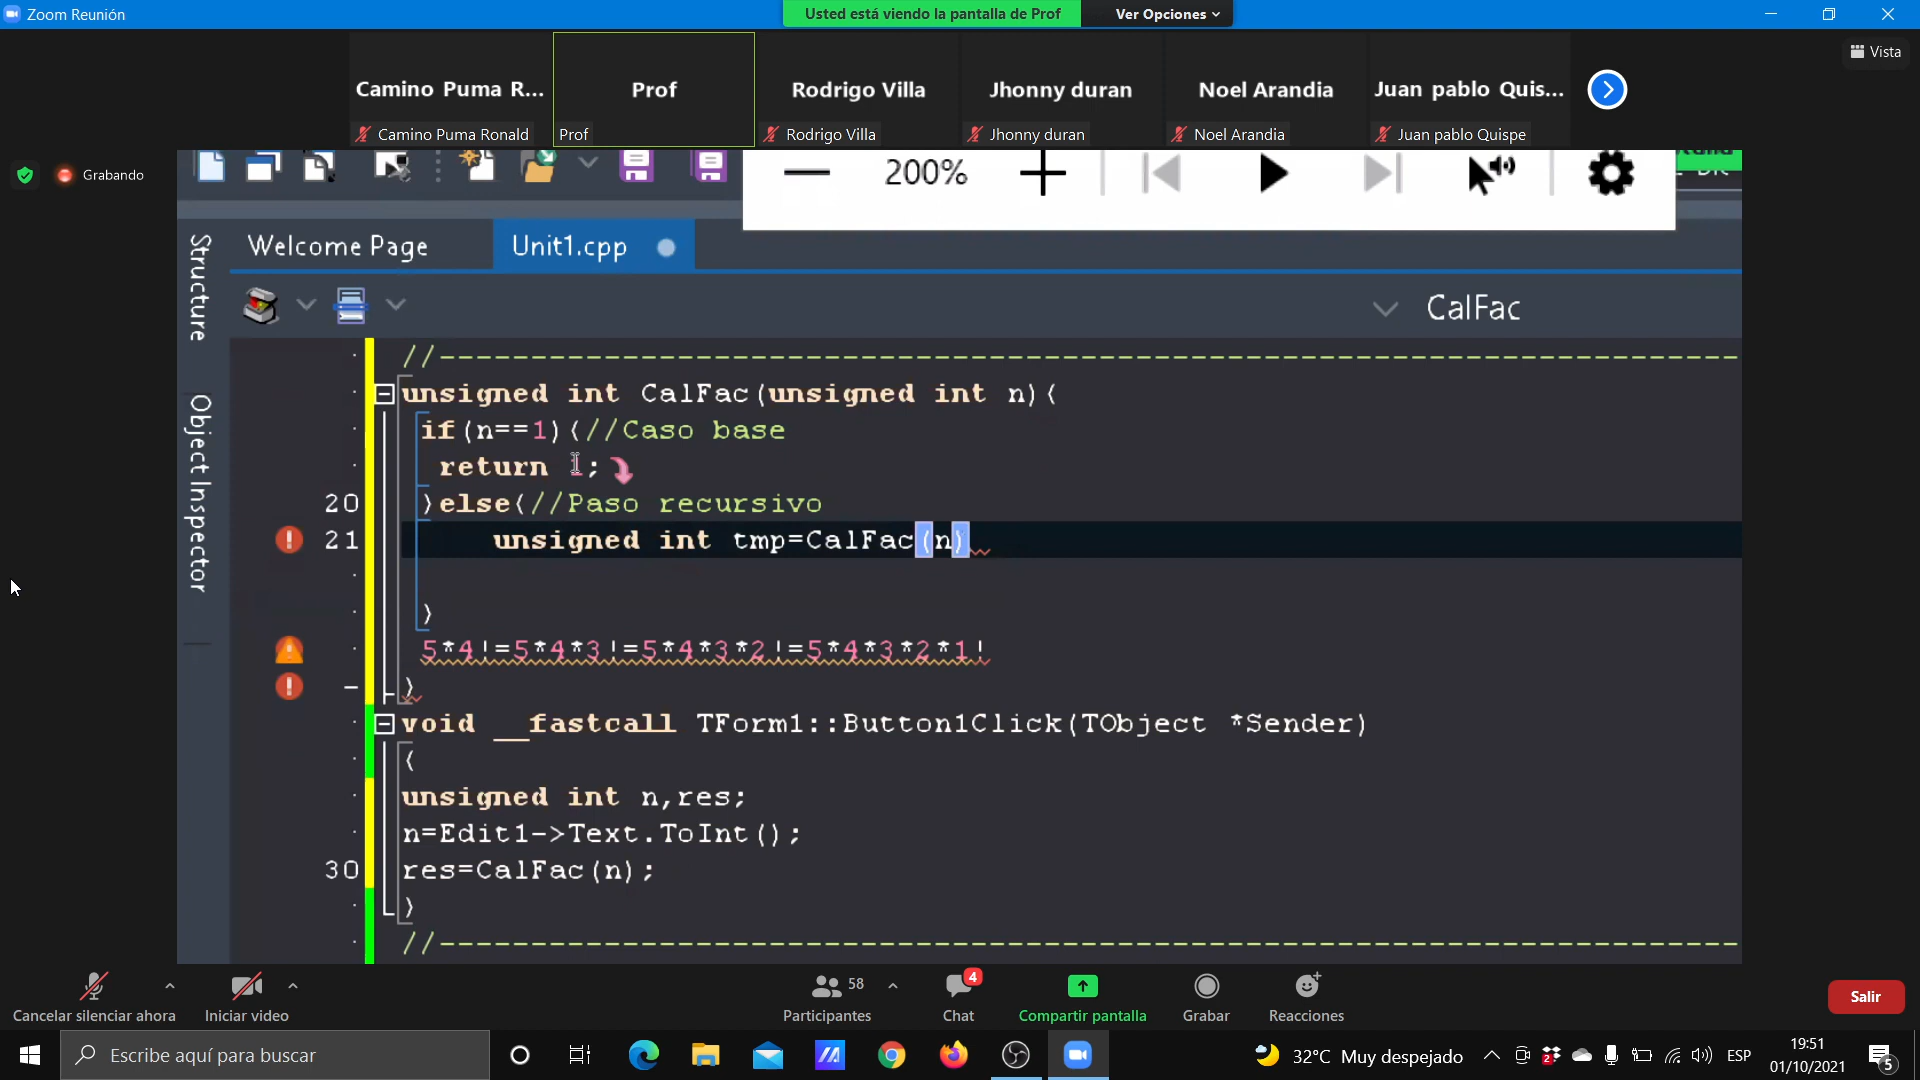 Zoom Reunión
Usted está viendo la pantalla de Prof
Ver Opciones
Vista
Camino Puma R...
Prof
Rodrigo Villa
Jhonny duran
Noel Arandia
Juan pablo Quis...
Camino Puma Ronald
Prof
Rodrigo Villa
Jhonny duran
Noel Arandia
Juan pablo Quispe
Grabando
200%
Structure
Object Inspector
Welcome Page
Unit1.cpp
CalFac
//----------------------------------------------------------------------
unsigned int CalFac(unsigned int n){
if(n==1){//Caso base
return 1;
20 }else{//Paso recursivo
21 unsigned int tmp=CalFac(n)
}
5*4!=5*4*3!=5*4*3*2!=5*4*3*2*1!
}
void __fastcall TForm1::Button1Click(TObject *Sender)
{
unsigned int n,res;
n=Edit1->Text.ToInt();
30 res=CalFac(n);
}
//----------------------------------------------------------------------
Cancelar silenciar ahora
Iniciar video
58
Participantes
4
Chat
Compartir pantalla
Grabar
Reacciones
Salir
Escribe aquí para buscar
32°C Muy despejado
2
ESP
19:51
01/10/2021
5